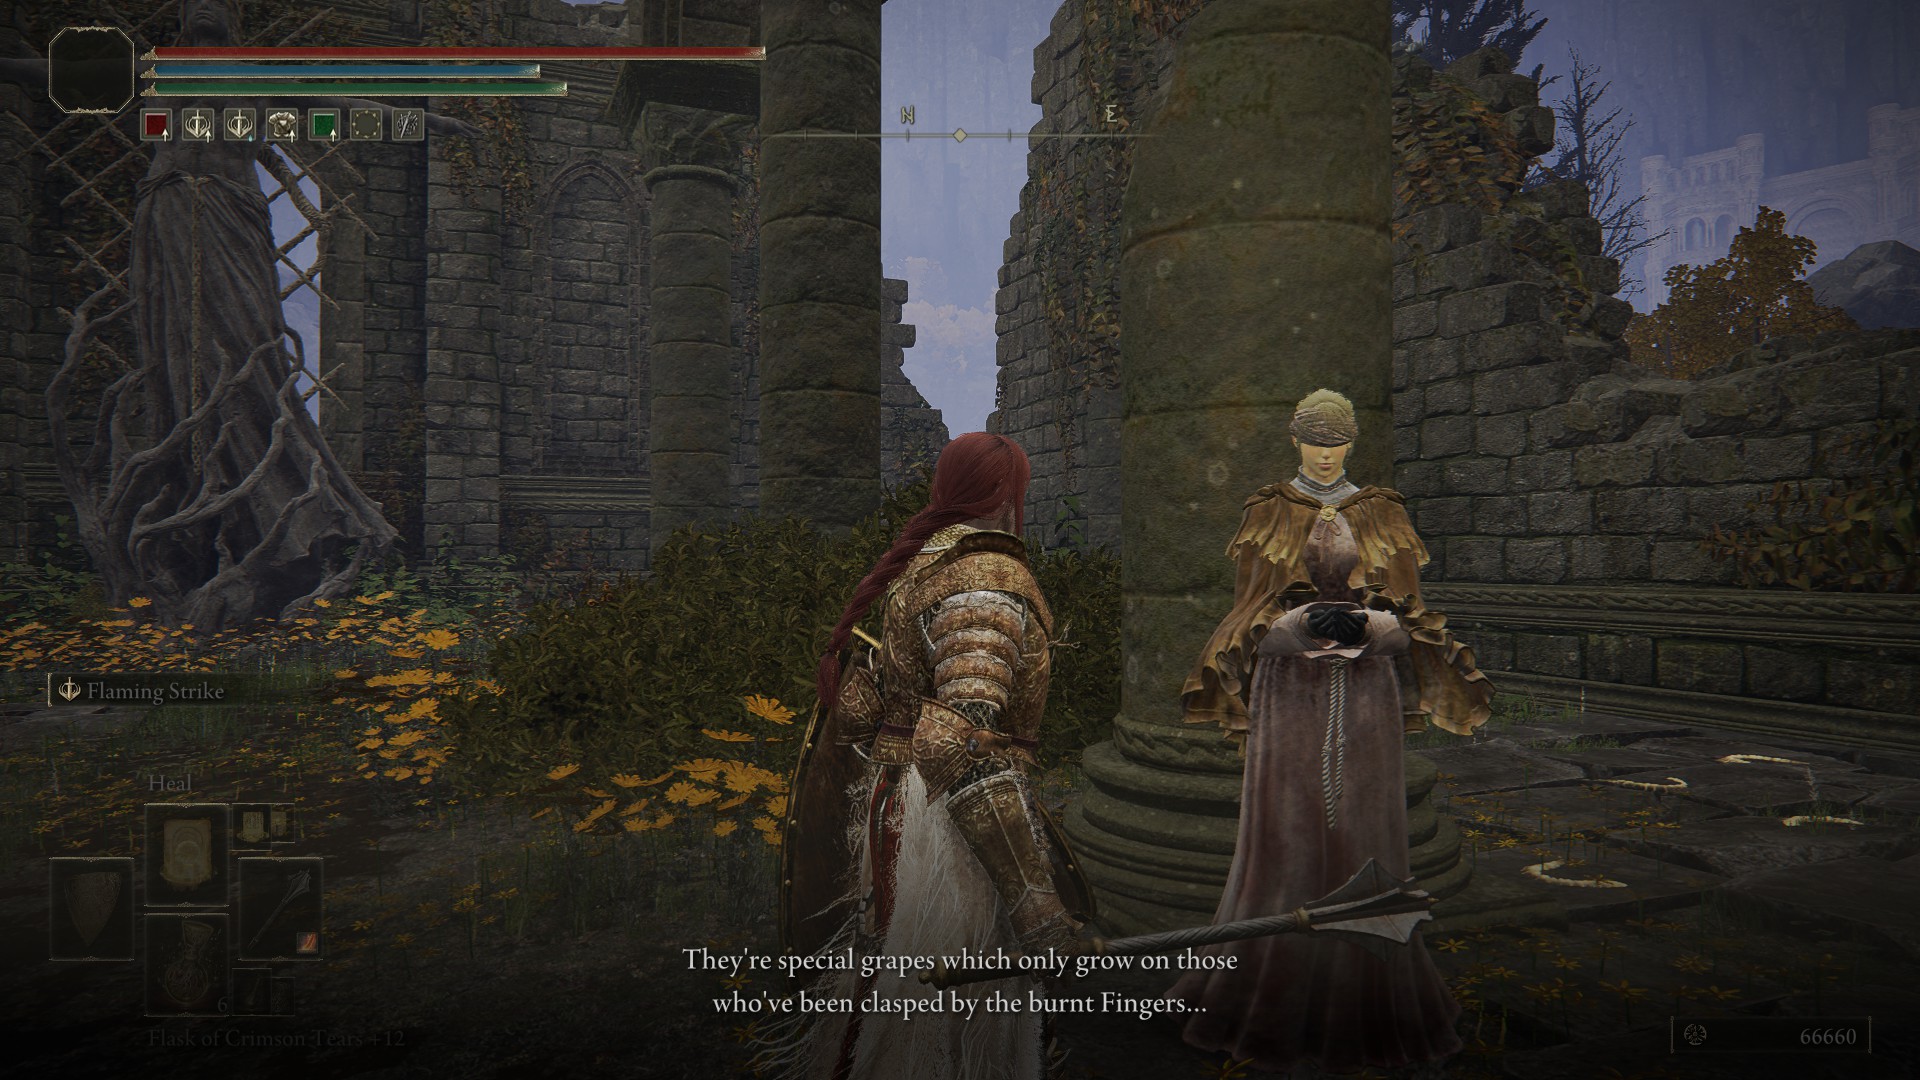 N
E
Flaming Strike
Heal
They're special grapes which only grow on those
who've been clasped by the burnt Fingers...
6
Flask of Crimson Tears +12
66660